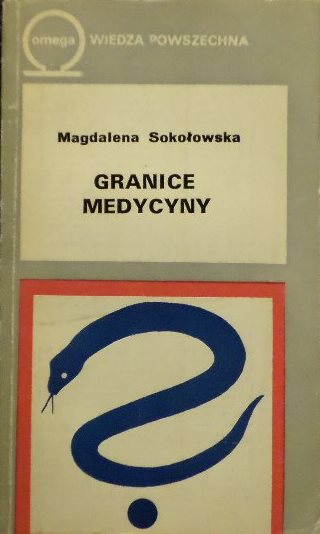 omega WIEDZA POWSZECHNA
Magdalena Sokołowska
GRANICE
MEDYCYNY